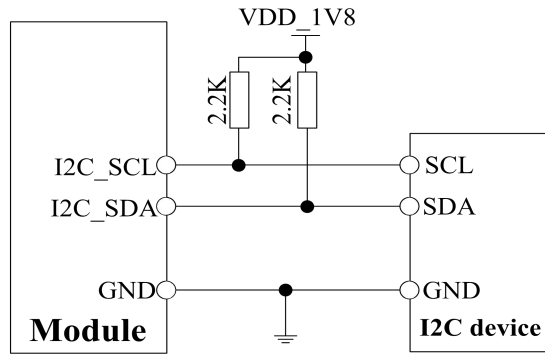 VDD_1V8
2.2K
2.2K
I2C_SCL
SCL
I2C_SDA
SDA
GND
GND
Module
I2C device